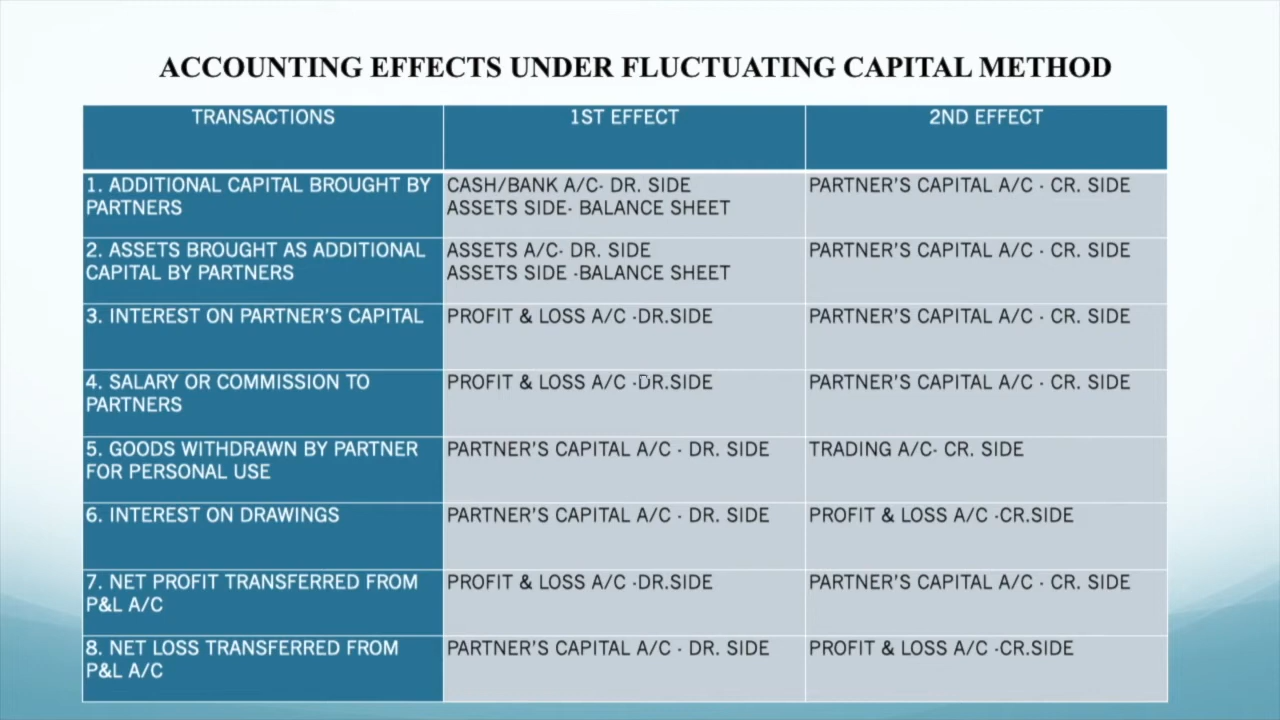 ACCOUNTING EFFECTS UNDER FLUCTUATING CAPITAL METHOD
TRANSACTIONS 1ST EFFECT 2ND EFFECT
1. ADDITIONAL CAPITAL BROUGHT BY
PARTNERS
CASH/BANK A/C- DR. SIDE
ASSETS SIDE- BALANCE SHEET
PARTNER'S CAPITAL A/C - CR. SIDE
2. ASSETS BROUGHT AS ADDITIONAL
CAPITAL BY PARTNERS
ASSETS A/C- DR. SIDE
ASSETS SIDE -BALANCE SHEET
PARTNER'S CAPITAL A/C - CR. SIDE
3. INTEREST ON PARTNER'S CAPITAL
PROFIT & LOSS A/C -DR.SIDE
PARTNER'S CAPITAL A/C - CR. SIDE
4. SALARY OR COMMISSION TO
PARTNERS
PROFIT & LOSS A/C -DR.SIDE
PARTNER'S CAPITAL A/C - CR. SIDE
5. GOODS WITHDRAWN BY PARTNER
FOR PERSONAL USE
PARTNER'S CAPITAL A/C - DR. SIDE
TRADING A/C- CR. SIDE
6. INTEREST ON DRAWINGS
PARTNER'S CAPITAL A/C - DR. SIDE
PROFIT & LOSS A/C -CR.SIDE
7. NET PROFIT TRANSFERRED FROM
P&L A/C
PROFIT & LOSS A/C -DR.SIDE
PARTNER'S CAPITAL A/C - CR. SIDE
8. NET LOSS TRANSFERRED FROM
P&L A/C
PARTNER'S CAPITAL A/C - DR. SIDE
PROFIT & LOSS A/C -CR.SIDE